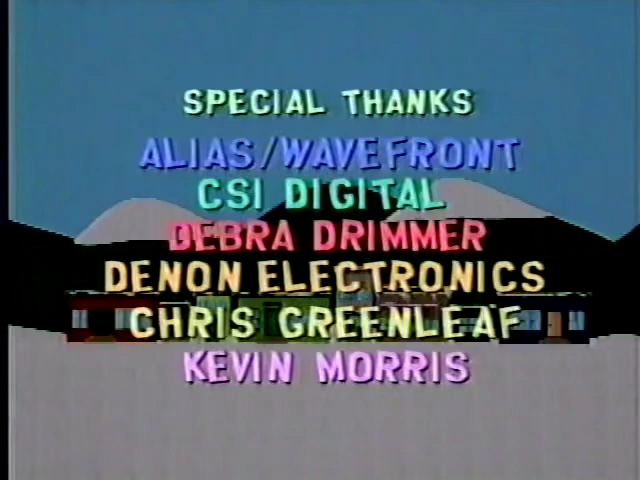 SPECIAL THANKS
ALIAS/WAVEFRONT
CSI DIGITAL
DEBRA DRIMMER
DENON ELECTRONICS
CHRIS GREENLEAF
KEVIN MORRIS